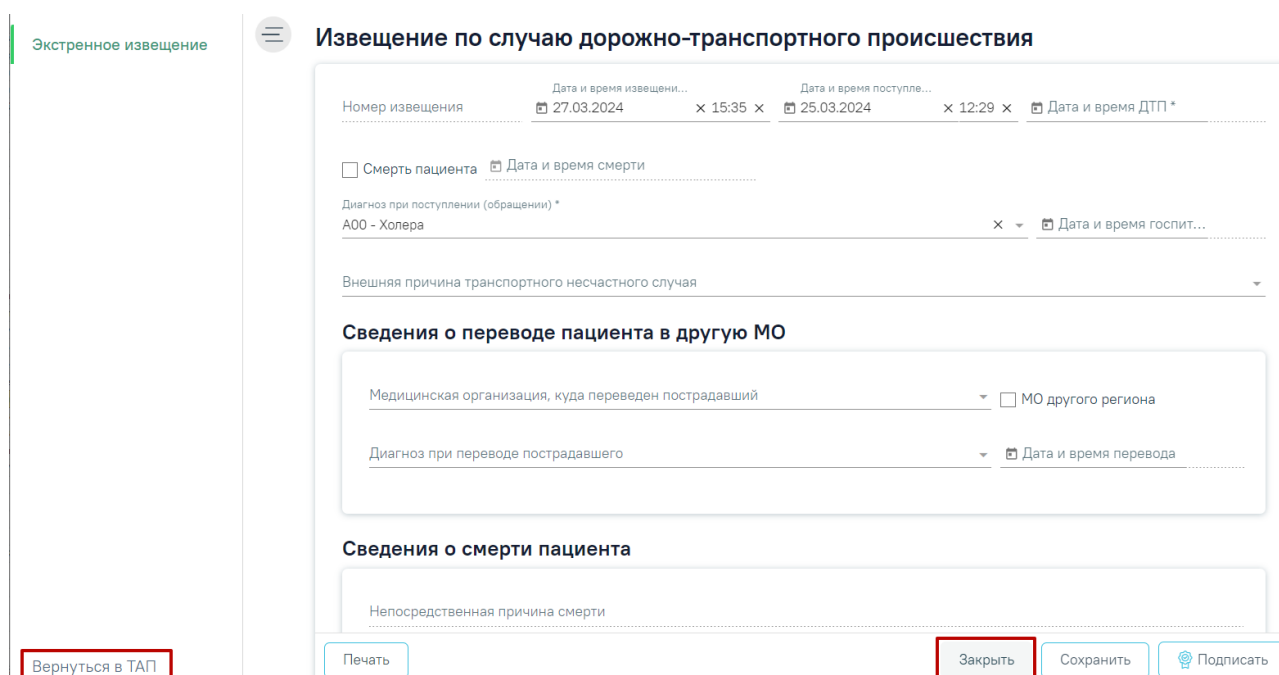 Экстренное извещение
Извещение по случаю дорожно-транспортного происшествия
Дата и время извещени... Дата и время поступле...
Номер извещения 27.03.2024 15:35 25.03.2024 12:29 Дата и время ДТП *
Смерть пациента Дата и время смерти
Диагноз при поступлении (обращении) *
A00 - Холера Дата и время госпит...
Внешняя причина транспортного несчастного случая
Сведения о переводе пациента в другую МО
Медицинская организация, куда переведен пострадавший МО другого региона
Диагноз при переводе пострадавшего Дата и время перевода
Сведения о смерти пациента
Непосредственная причина смерти
Вернуться в ТАП Печать Закрыть Сохранить Подписать